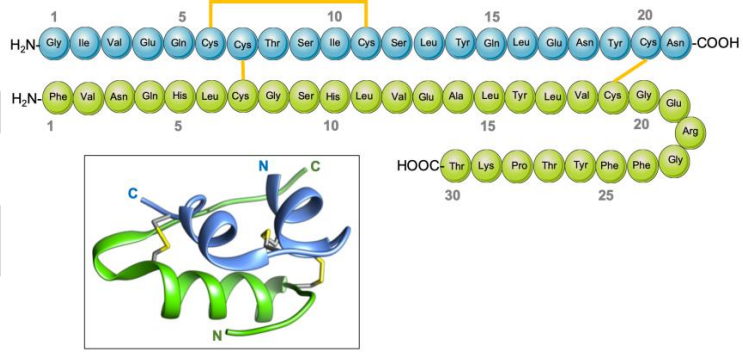 1 5 10 15 20
H₂N- Gly Ile Val Glu Gln Cys Cys Thr Ser Ile Cys Ser Leu Tyr Gln Leu Glu Asn Tyr Cys Asn -COOH
H₂N- Phe Val Asn Gln His Leu Cys Gly Ser His Leu Val Glu Ala Leu Tyr Leu Val Cys Gly Glu
1 5 10 15 20
Arg
HOOC- Thr Lys Pro Thr Tyr Phe Phe Gly
30 25
N C
C
N